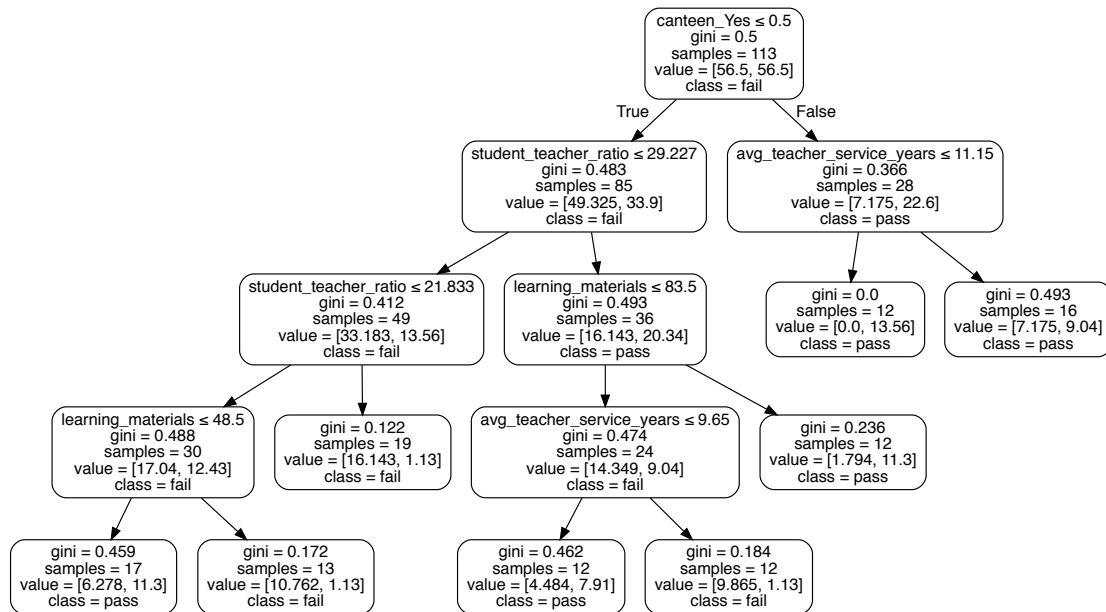 canteen_Yes ≤ 0.5
gini = 0.5
samples = 113
value = [56.5, 56.5]
class = fail
True
False
student_teacher_ratio ≤ 29.227
gini = 0.483
samples = 85
value = [49.325, 33.9]
class = fail
avg_teacher_service_years ≤ 11.15
gini = 0.366
samples = 28
value = [7.175, 22.6]
class = pass
student_teacher_ratio ≤ 21.833
gini = 0.412
samples = 49
value = [33.183, 13.56]
class = fail
learning_materials ≤ 83.5
gini = 0.493
samples = 36
value = [16.143, 20.34]
class = pass
gini = 0.0
samples = 12
value = [0.0, 13.56]
class = pass
gini = 0.493
samples = 16
value = [7.175, 9.04]
class = pass
learning_materials ≤ 48.5
gini = 0.488
samples = 30
value = [17.04, 12.43]
class = fail
gini = 0.122
samples = 19
value = [16.143, 1.13]
class = fail
avg_teacher_service_years ≤ 9.65
gini = 0.474
samples = 24
value = [14.349, 9.04]
class = fail
gini = 0.236
samples = 12
value = [1.794, 11.3]
class = pass
gini = 0.459
samples = 17
value = [6.278, 11.3]
class = pass
gini = 0.172
samples = 13
value = [10.762, 1.13]
class = fail
gini = 0.462
samples = 12
value = [4.484, 7.91]
class = pass
gini = 0.184
samples = 12
value = [9.865, 1.13]
class = fail